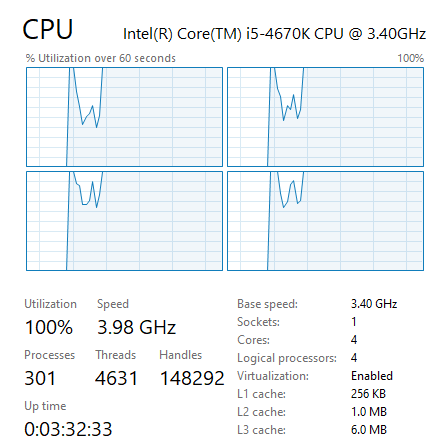 CPU Intel(R) Core(TM) i5-4670K CPU @ 3.40GHz
% Utilization over 60 seconds 100%
Utilization Speed
100% 3.98 GHz
Processes Threads Handles
301 4631 148292
Up time
0:03:32:33
Base speed: 3.40 GHz
Sockets: 1
Cores: 4
Logical processors: 4
Virtualization: Enabled
L1 cache: 256 KB
L2 cache: 1.0 MB
L3 cache: 6.0 MB